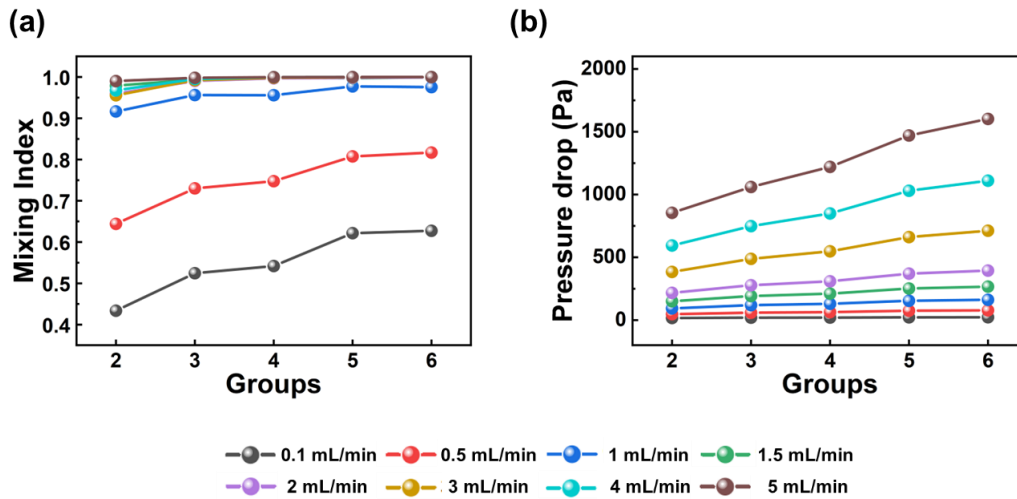 (a)
(b)
Mixing Index
1.0
0.9
0.8
0.7
0.6
0.5
0.4
2 3 4 5 6
Groups
Pressure drop (Pa)
2000
1500
1000
500
0
2 3 4 5 6
Groups
0.1 mL/min 0.5 mL/min 1 mL/min 1.5 mL/min
2 mL/min 3 mL/min 4 mL/min 5 mL/min